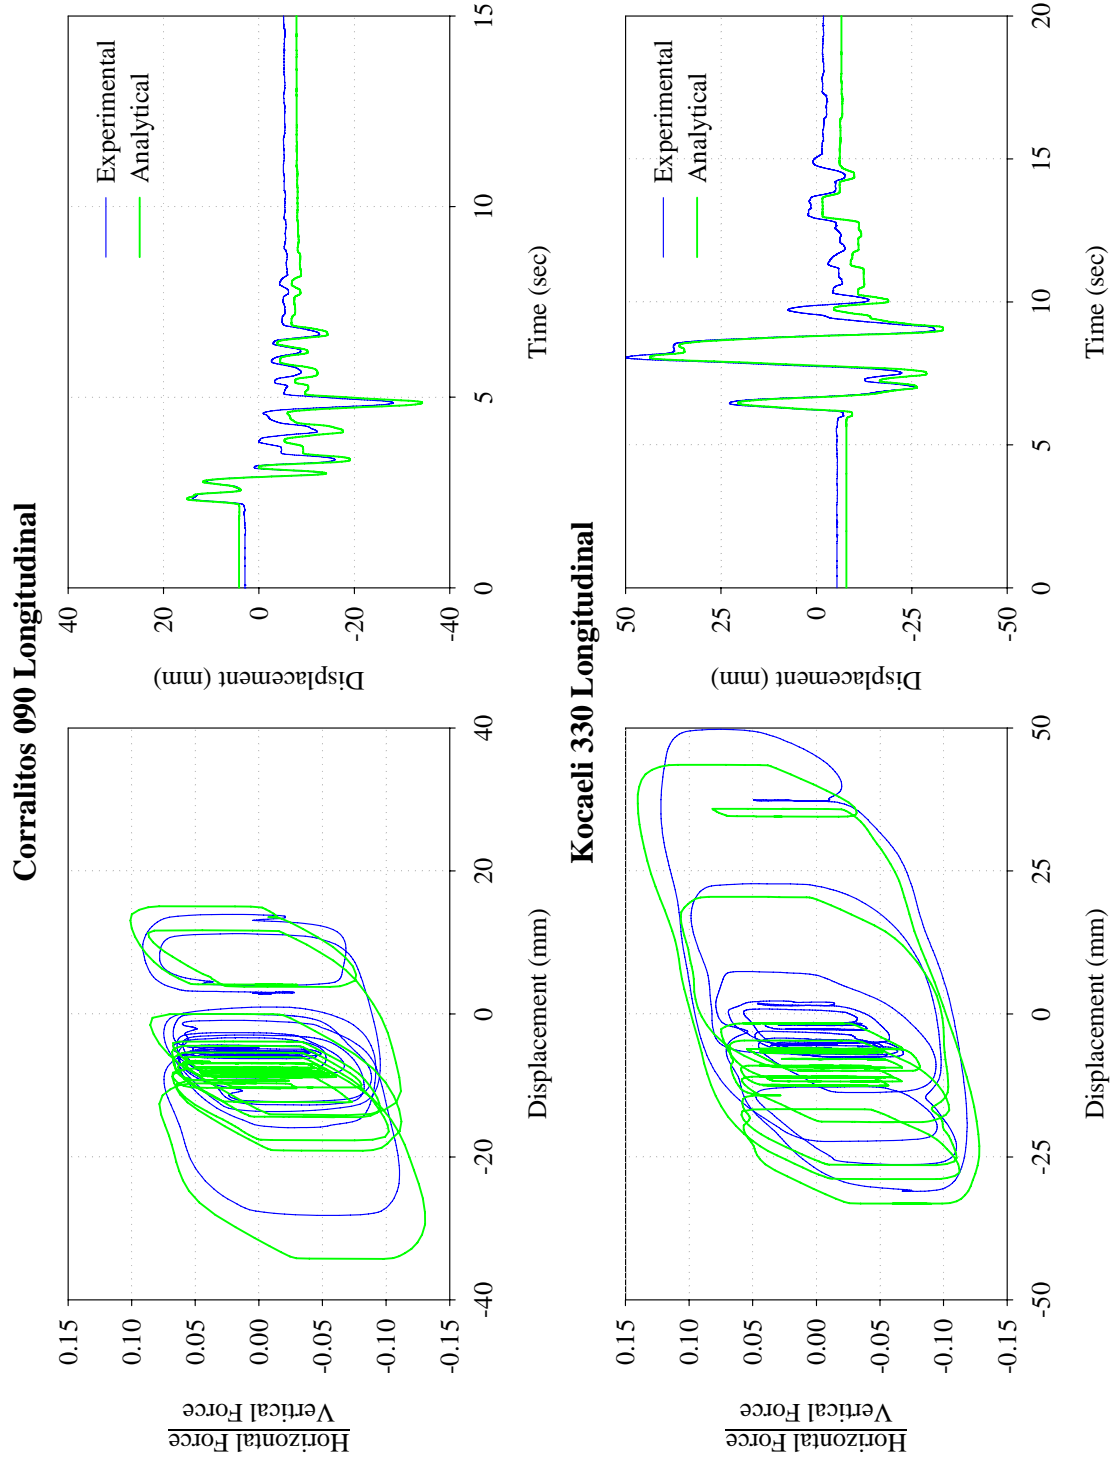 Corralitos 090 Longitudinal
Horizontal Force
Vertical Force
0.15
0.10
0.05
0.00
-0.05
-0.10
-0.15
-40
-20
0
20
40
Displacement (mm)
Displacement (mm)
40
20
0
-20
-40
0
5
10
15
Time (sec)
Experimental
Analytical
Kocaeli 330 Longitudinal
Horizontal Force
Vertical Force
0.15
0.10
0.05
0.00
-0.05
-0.10
-0.15
-50
-25
0
25
50
Displacement (mm)
Displacement (mm)
50
25
0
-25
-50
0
5
10
15
20
Time (sec)
Experimental
Analytical